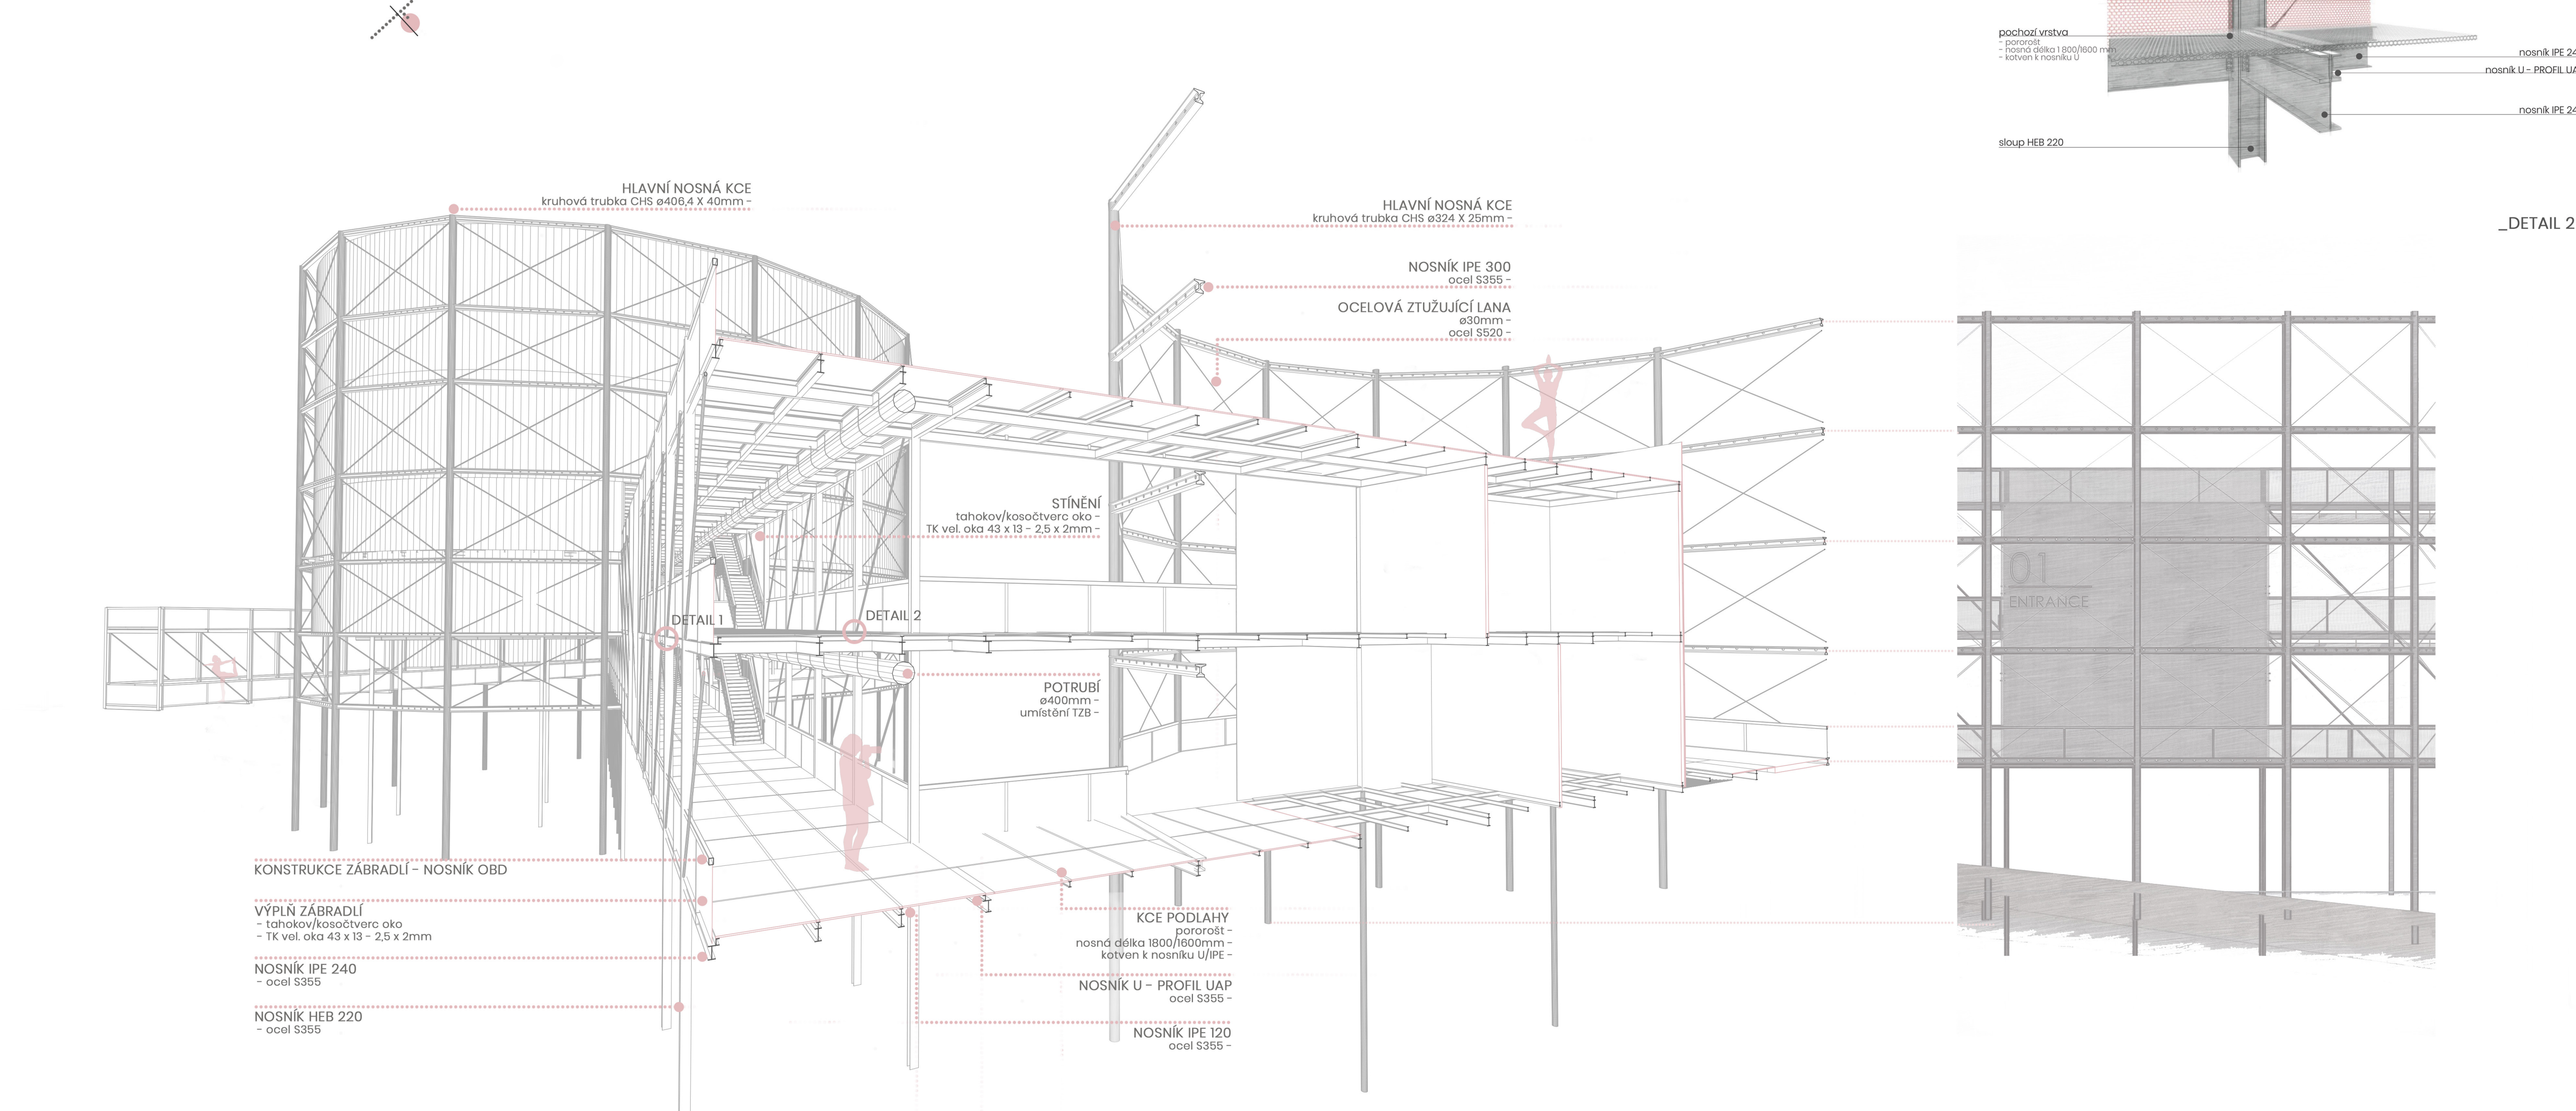 pochozí vrstva
- pororošt
- nosná délka 1 800/1600 mm
- kotven k nosníku U
sloup HEB 220
nosník IPE 24
nosník U - PROFIL UA
nosník IPE 24
_DETAIL 2
HLAVNÍ NOSNÁ KCE
kruhová trubka CHS ø406,4 X 40mm -
HLAVNÍ NOSNÁ KCE
kruhová trubka CHS ø324 X 25mm -
NOSNÍK IPE 300
ocel S355 -
OCELOVÁ ZTUŽUJÍCÍ LANA
ø30mm -
ocel S520 -
STÍNĚNÍ
tahokov/kosočtverc oko -
TK vel. oka 43 x 13 - 2,5 x 2mm -
DETAIL 1
DETAIL 2
POTRUBÍ
ø400mm -
umístění TZB -
01
ENTRANCE
KONSTRUKCE ZÁBRADLÍ - NOSNÍK OBD
VÝPLŇ ZÁBRADLÍ
- tahokov/kosočtverc oko
- TK vel. oka 43 x 13 - 2,5 x 2mm
NOSNÍK IPE 240
- ocel S355
NOSNÍK HEB 220
- ocel S355
KCE PODLAHY
pororošt -
nosná délka 1800/1600mm -
kotven k nosníku U/IPE -
NOSNÍK U - PROFIL UAP
ocel S355 -
NOSNÍK IPE 120
ocel S355 -